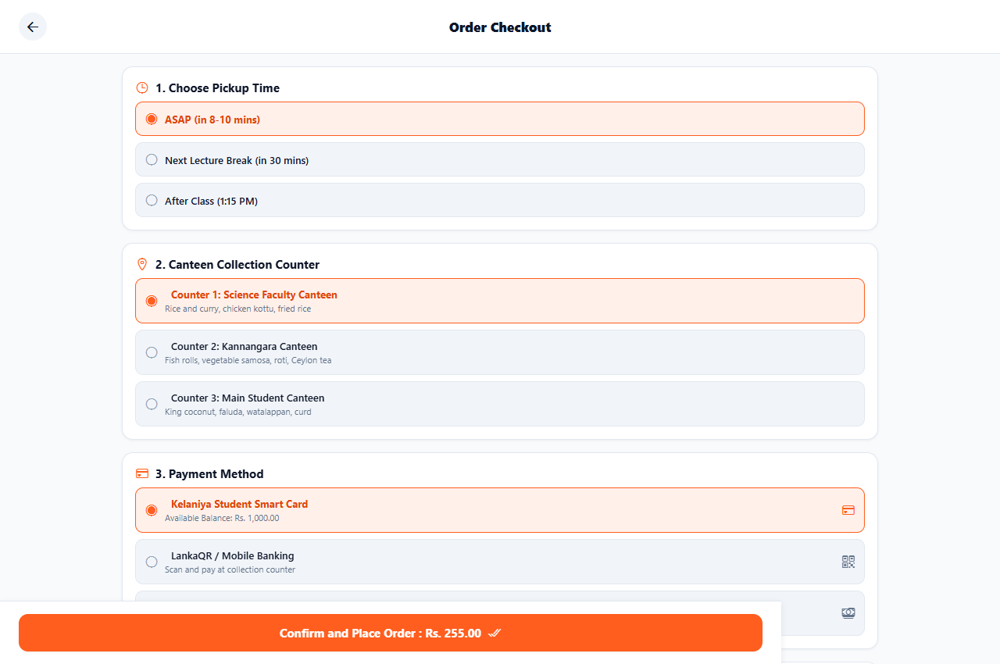 Order Checkout
1. Choose Pickup Time
ASAP (in 8-10 mins)
Next Lecture Break (in 30 mins)
After Class (1:15 PM)
2. Canteen Collection Counter
Counter 1: Science Faculty Canteen
Rice and curry, chicken kottu, fried rice
Counter 2: Kannangara Canteen
Fish rolls, vegetable samosa, roti, Ceylon tea
Counter 3: Main Student Canteen
King coconut, faluda, watalappan, curd
3. Payment Method
Kelaniya Student Smart Card
Available Balance: Rs. 1,000.00
LankaQR / Mobile Banking
Scan and pay at collection counter
Confirm and Place Order : Rs. 255.00